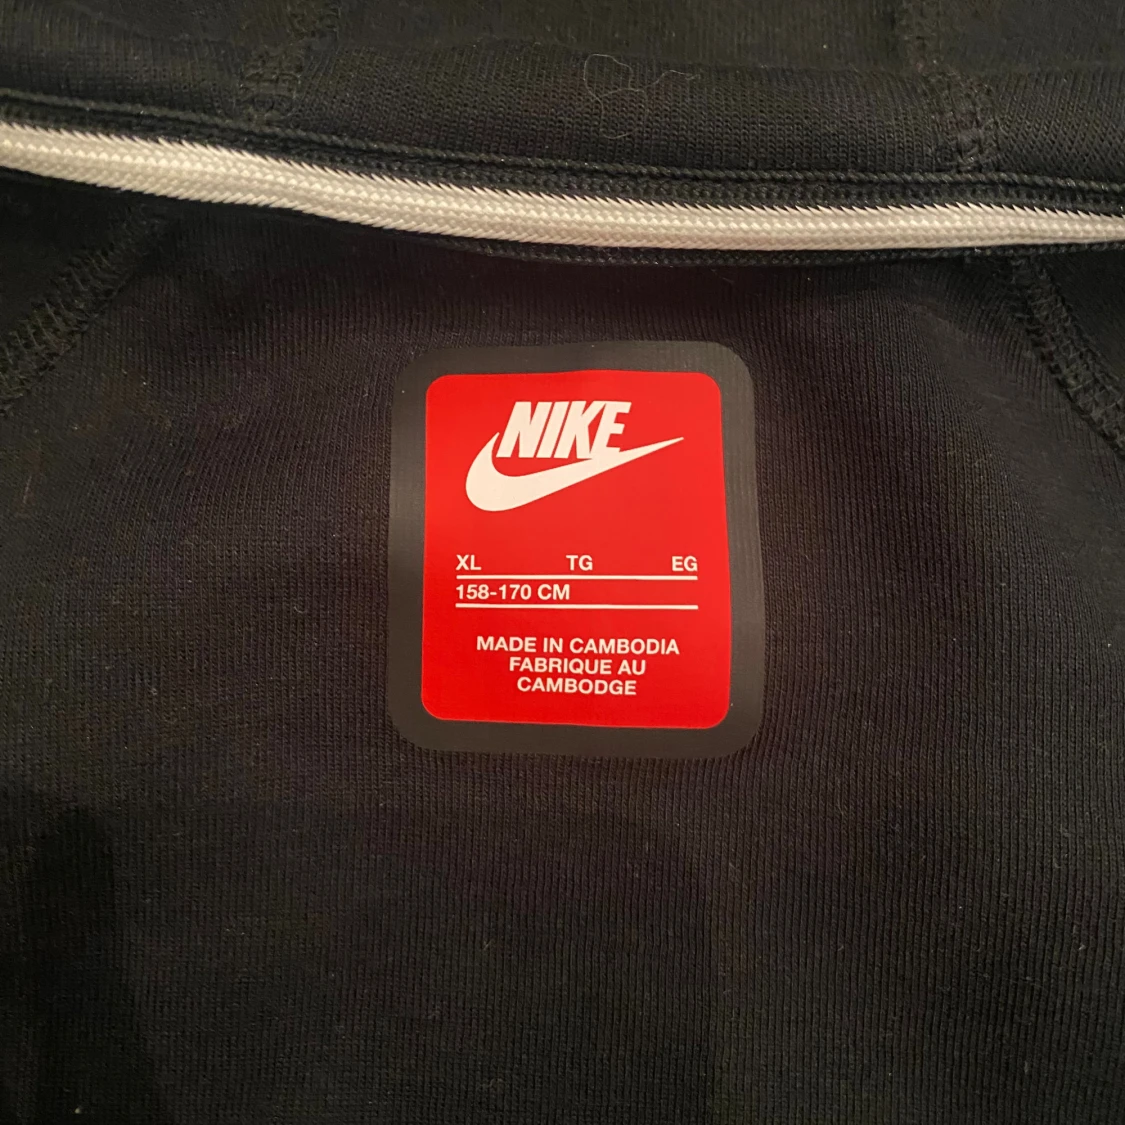 NIKE
XL TG EG
158-170 CM
MADE IN CAMBODIA
FABRIQUE AU
CAMBODGE